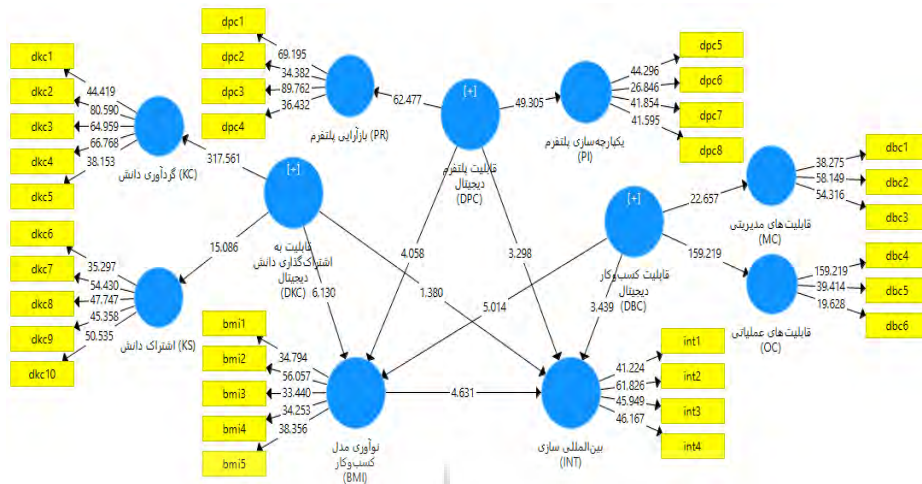 dkc1
dkc2
dkc3
dkc4
dkc5
44.419
80.590
64.959
66.768
38.153
گردآوری دانش (KC)
dpc1
dpc2
dpc3
dpc4
69.195
34.382
89.762
36.432
بازآرایی پلتفرم (PR)
62.477
[+]
قابلیت پلتفرم
دیجیتال
(DPC)
49.305
یکپارچه‌سازی پلتفرم
(PI)
44.296
26.846
41.854
41.595
dpc5
dpc6
dpc7
dpc8
317.561
[+]
قابلیت به
اشتراک‌گذاری دانش
دیجیتال
(DKC)
15.086
dkc6
dkc7
dkc8
dkc9
dkc10
35.297
54.430
47.747
45.358
50.535
اشتراک دانش (KS)
[+]
قابلیت کسب‌وکار
دیجیتال
(DBC)
22.657
قابلیت‌های مدیریتی
(MC)
38.275
58.149
54.316
dbc1
dbc2
dbc3
159.219
قابلیت‌های عملیاتی
(OC)
159.219
39.414
19.628
dbc4
dbc5
dbc6
4.058
3.298
6.130
1.380
5.014
3.439
bmi1
bmi2
bmi3
bmi4
bmi5
34.794
56.057
33.440
34.253
38.356
نوآوری مدل
کسب‌وکار
(BMI)
4.631
بین‌المللی سازی
(INT)
41.224
61.826
45.949
46.167
int1
int2
int3
int4